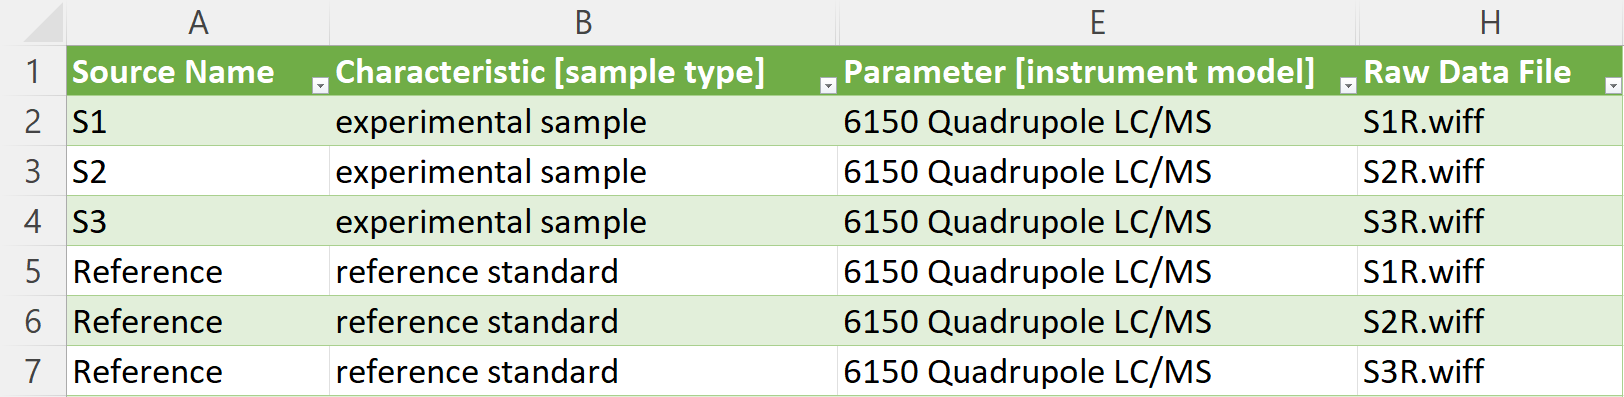 A B E H
1 Source Name Characteristic [sample type] Parameter [instrument model] Raw Data File
2 S1 experimental sample 6150 Quadrupole LC/MS S1R.wiff
3 S2 experimental sample 6150 Quadrupole LC/MS S2R.wiff
4 S3 experimental sample 6150 Quadrupole LC/MS S3R.wiff
5 Reference reference standard 6150 Quadrupole LC/MS S1R.wiff
6 Reference reference standard 6150 Quadrupole LC/MS S2R.wiff
7 Reference reference standard 6150 Quadrupole LC/MS S3R.wiff